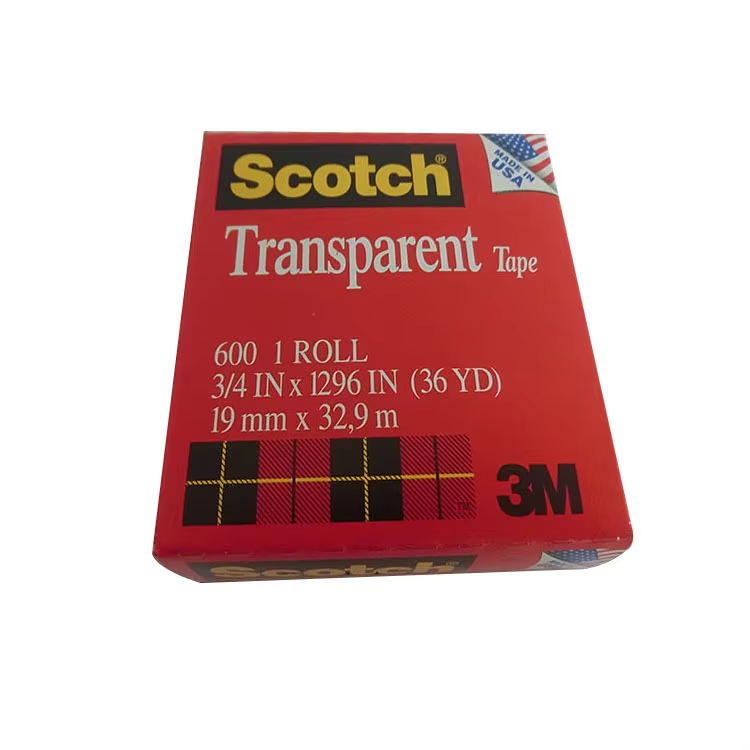 Scotch®
MADE IN
USA
Transparent Tape
600 1 ROLL
3/4 IN x 1296 IN (36 YD)
19 mm x 32,9 m
TM
3M
Scotch